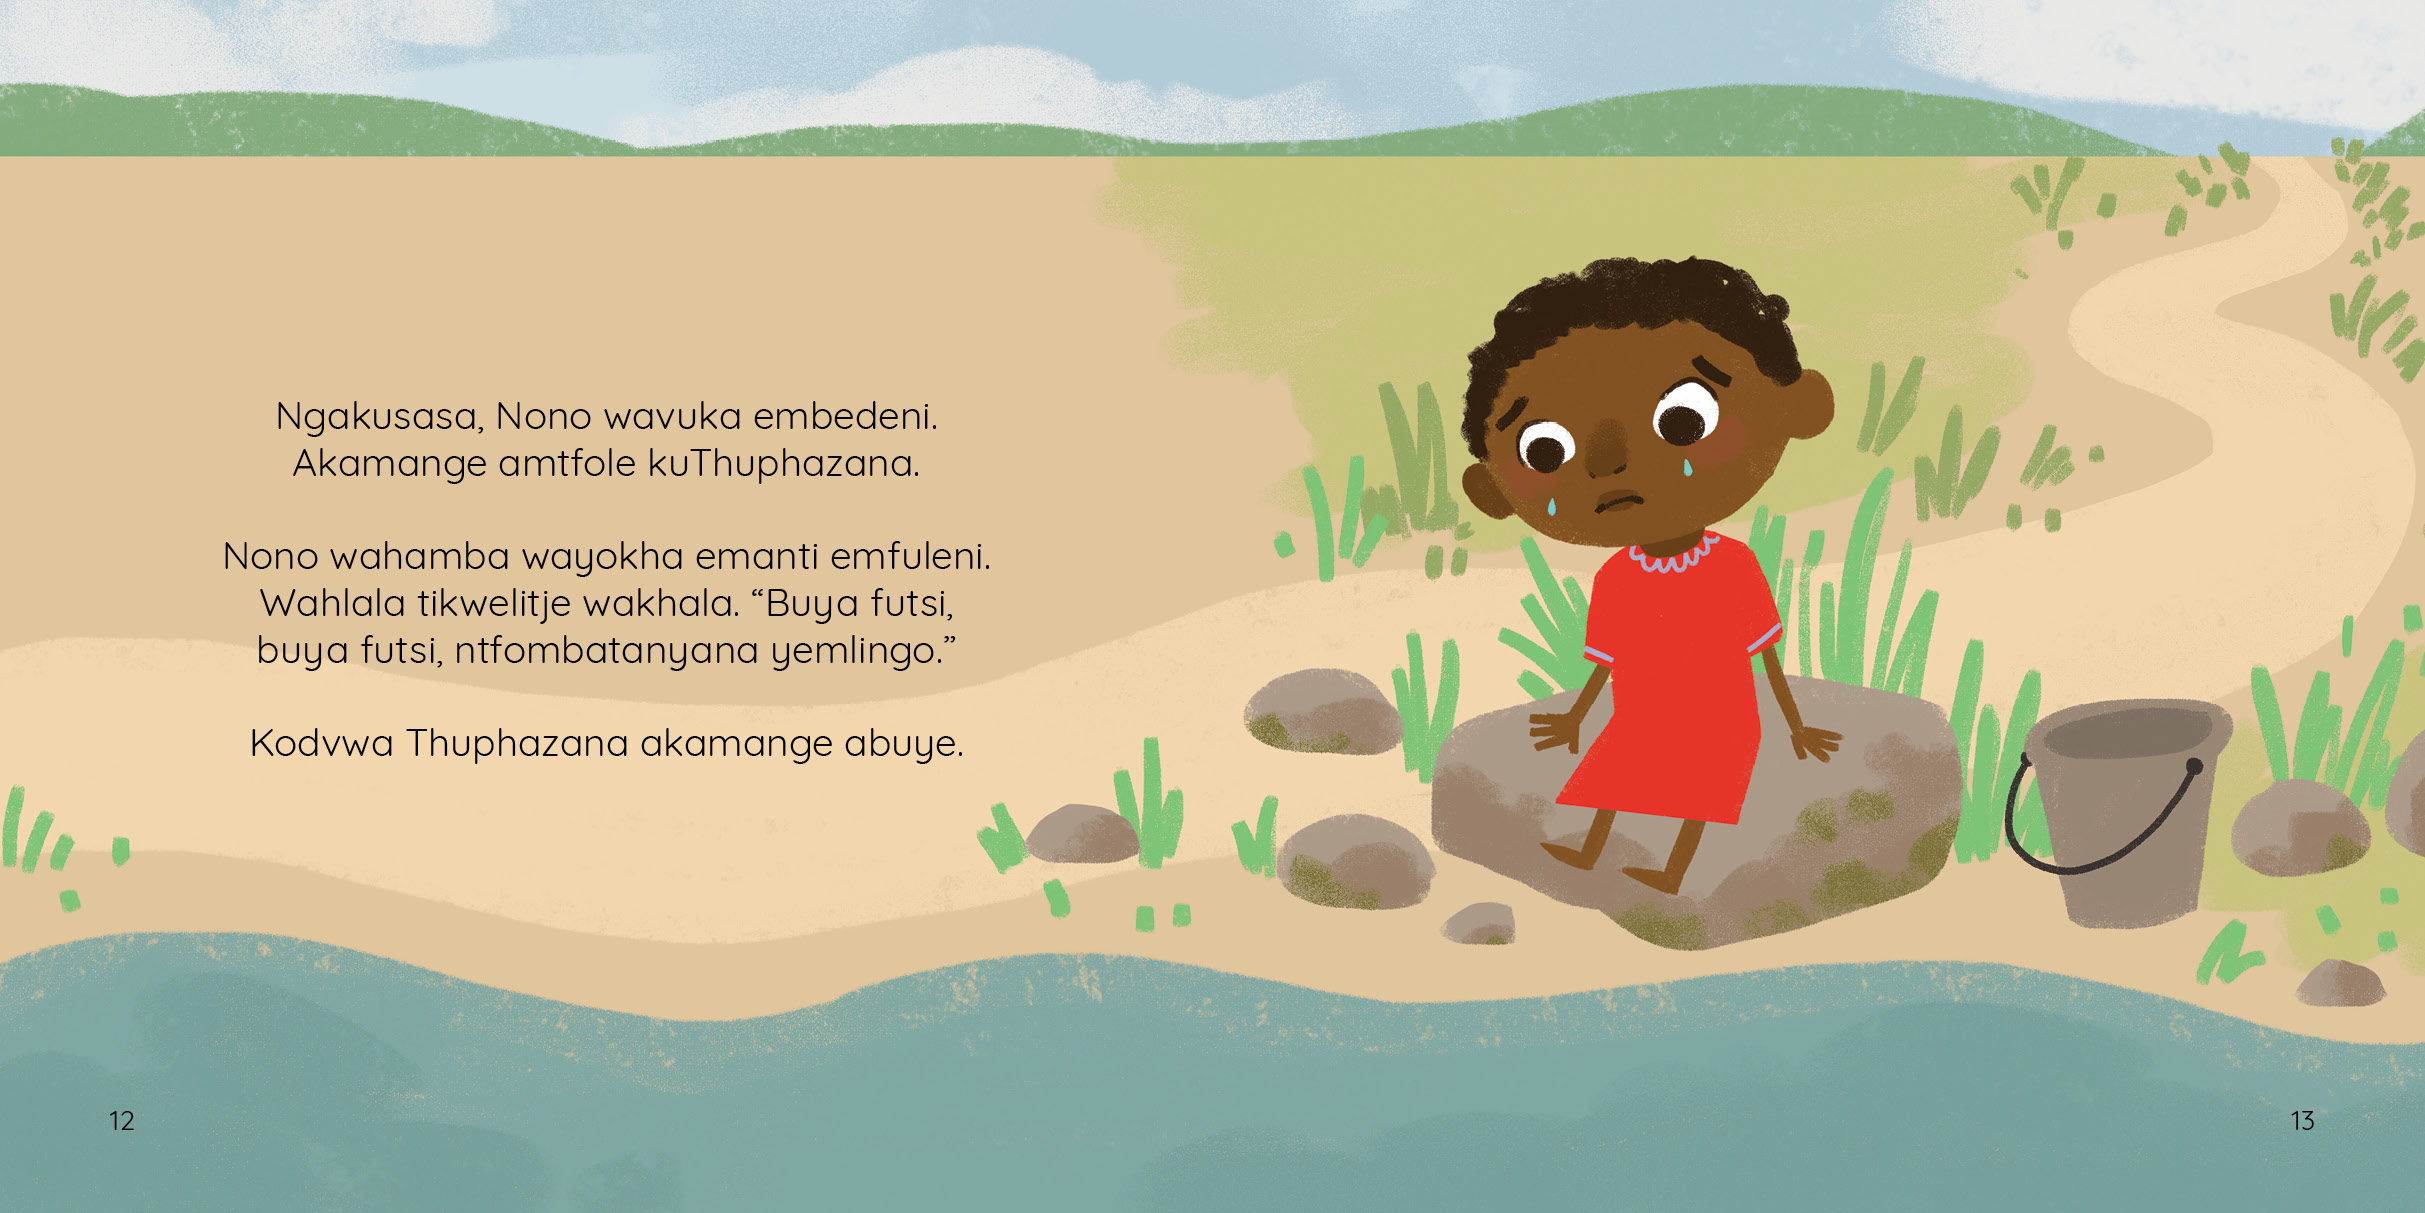 Ngakusasa, Nono wavuka embedeni.
Akamange amtfole kuThuphazana.
Nono wahamba wayokha emanti emfuleni.
Wahlala tikwelitje wakhala. “Buya futsi,
buya futsi, ntfombatanyana yemlingo.”
Kodvwa Thuphazana akamange abuye.
12
13